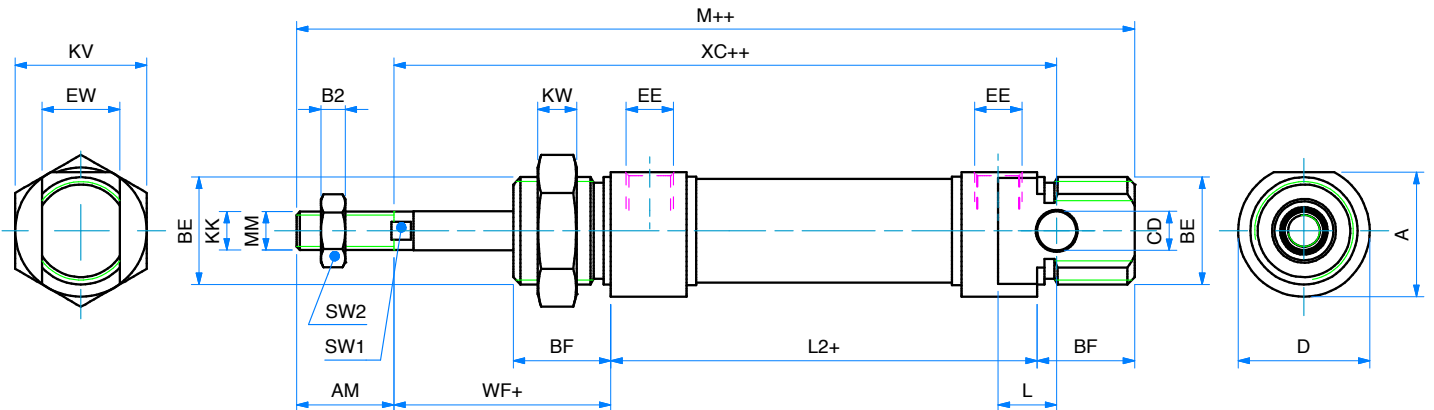 M++
KV
XC++
EW
B2
KW
EE
EE
BE
KK
MM
CD
BE
A
SW2
SW1
BF
L2+
BF
D
AM
WF+
L